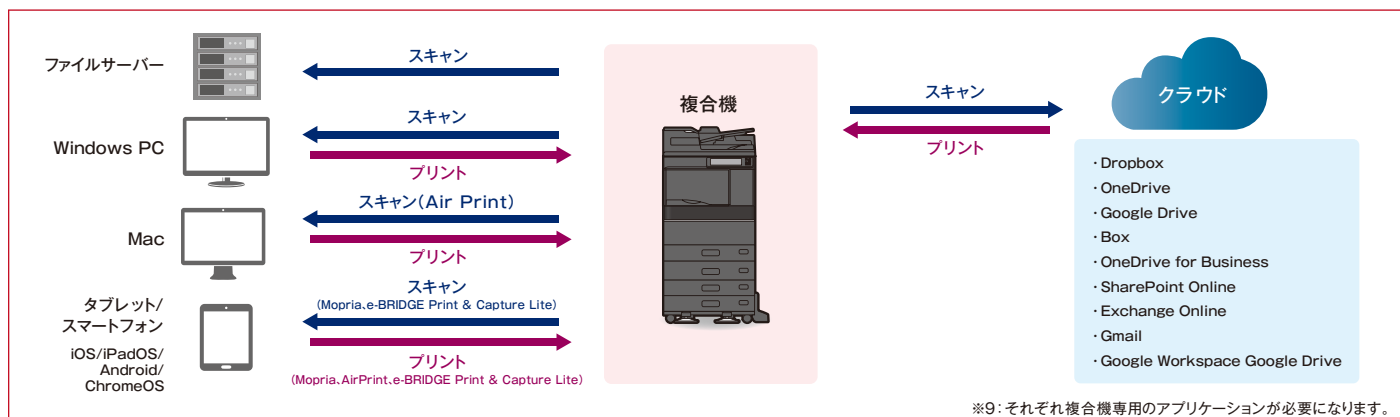 ファイルサーバー
スキャン
Windows PC
スキャン
プリント
Mac
スキャン（Air Print）
プリント
タブレット/
スマートフォン
iOS/iPadOS/
Android/
ChromeOS
スキャン
（Mopria、e-BRIDGE Print & Capture Lite）
プリント
（Mopria、AirPrint、e-BRIDGE Print & Capture Lite）
複合機
スキャン
プリント
クラウド
・Dropbox
・OneDrive
・Google Drive
・Box
・OneDrive for Business
・SharePoint Online
・Exchange Online
・Gmail
・Google Workspace Google Drive
※9：それぞれ複合機専用のアプリケーションが必要になります。